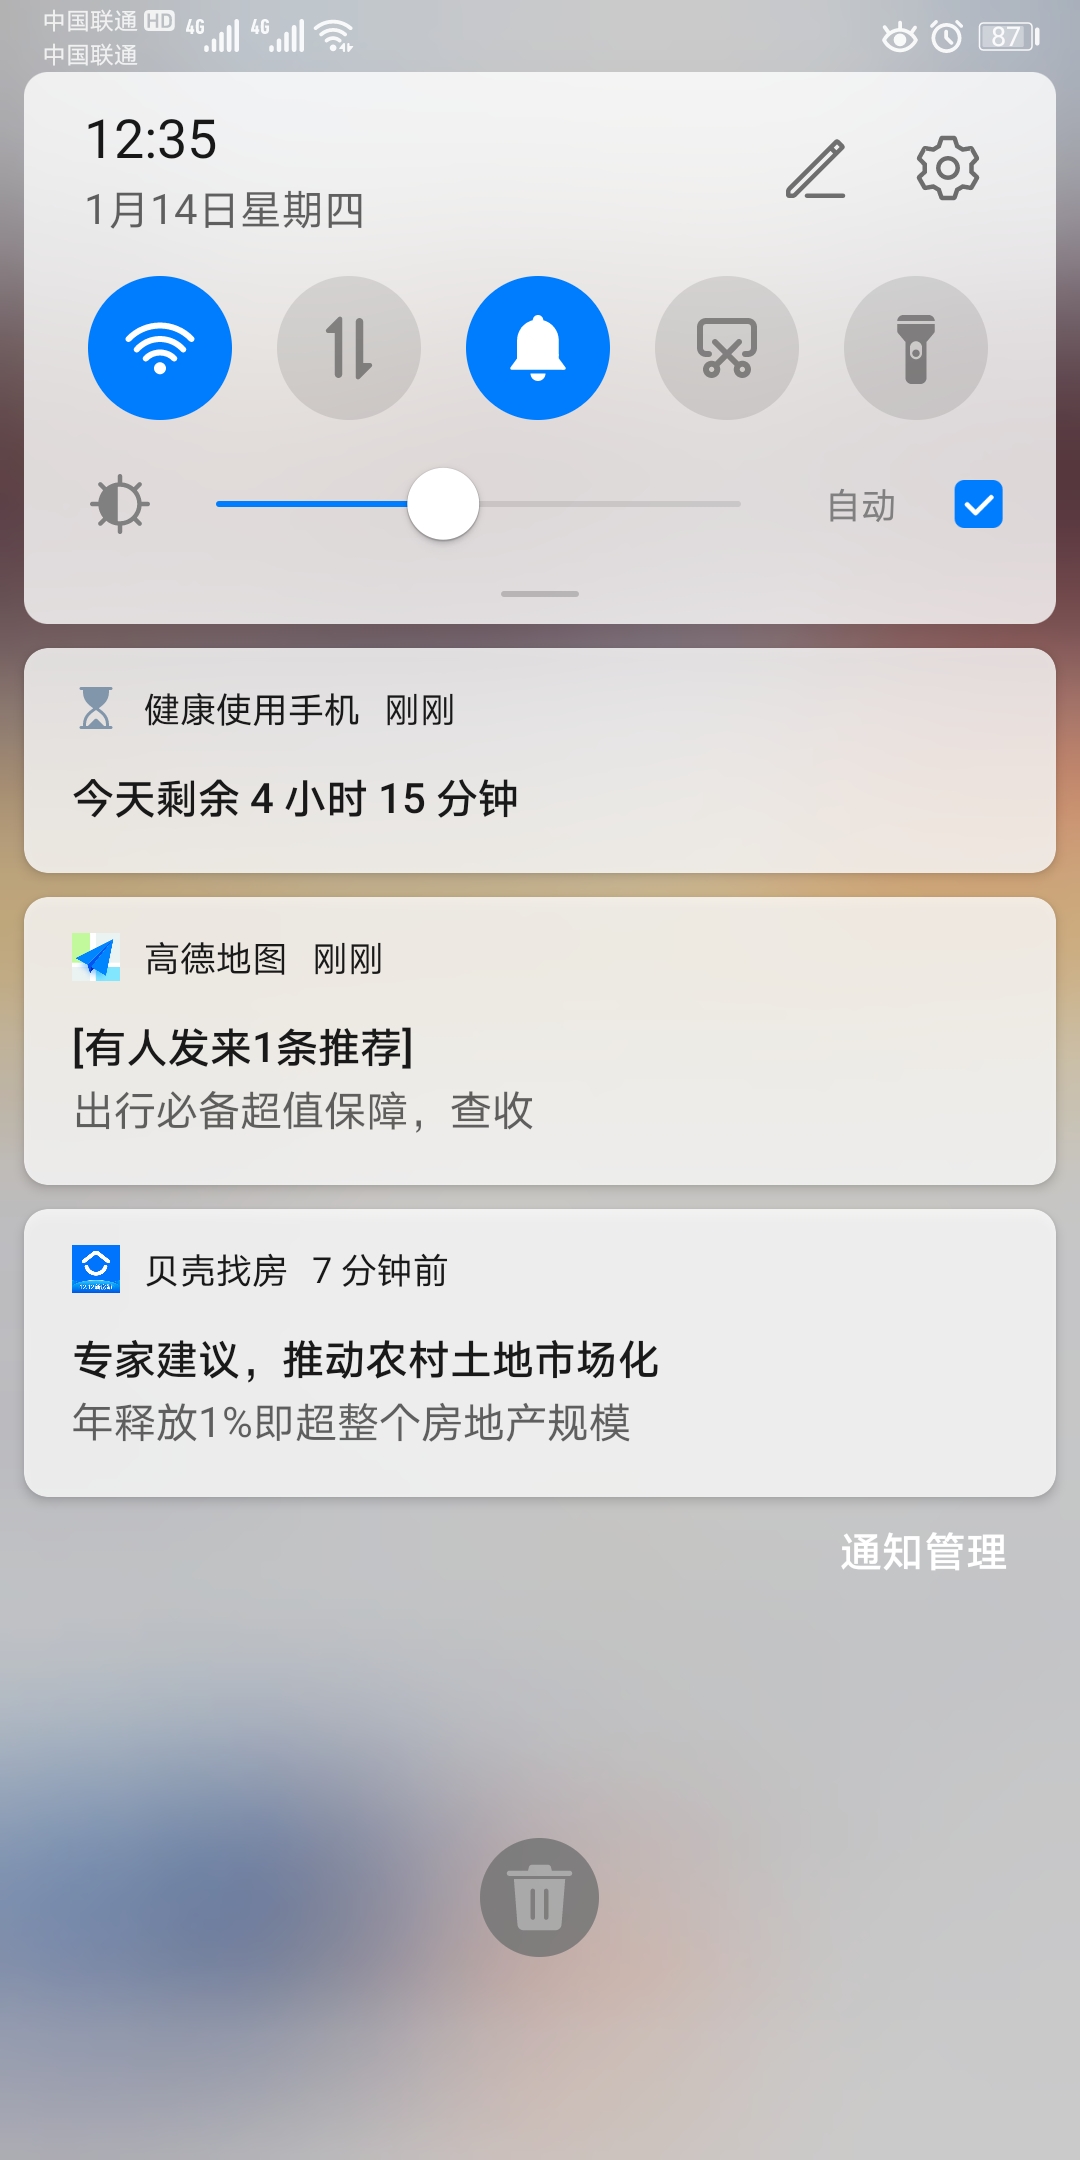 中国联通 HD 4G 4G 87
中国联通
12:35
1月14日星期四
自动
健康使用手机 刚刚
今天剩余 4 小时 15 分钟
高德地图 刚刚
[有人发来1条推荐]
出行必备超值保障，查收
贝壳找房 7 分钟前
专家建议，推动农村土地市场化
年释放1%即超整个房地产规模
通知管理